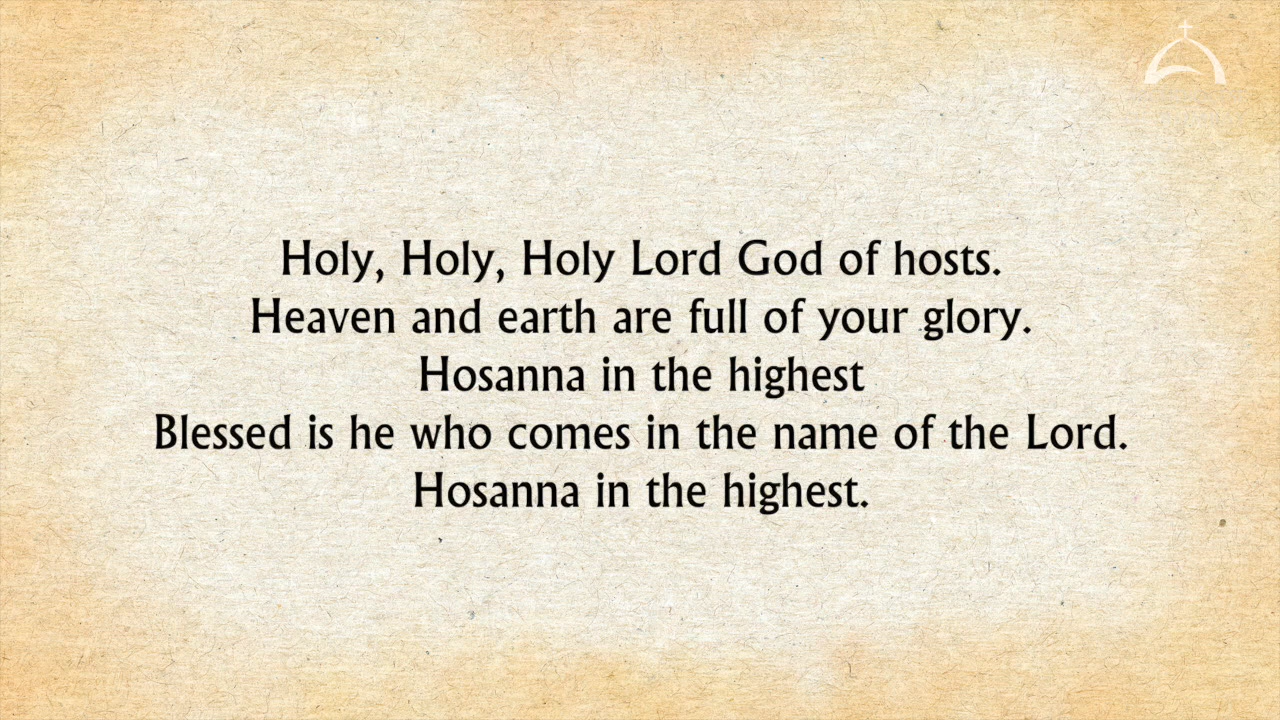 Holy, Holy, Holy Lord God of hosts.
Heaven and earth are full of your glory.
Hosanna in the highest
Blessed is he who comes in the name of the Lord.
Hosanna in the highest.